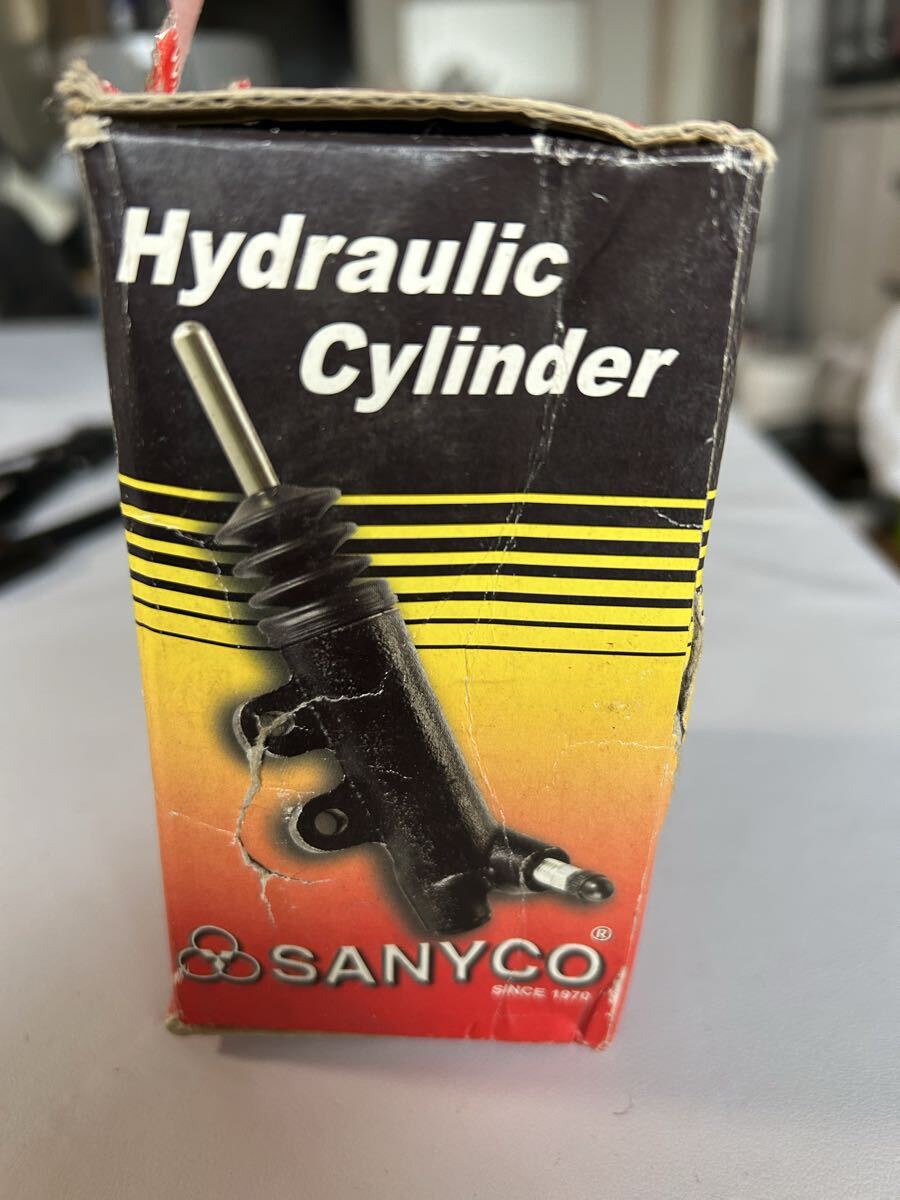 Hydraulic
Cylinder
SANYCO®
SINCE 1970